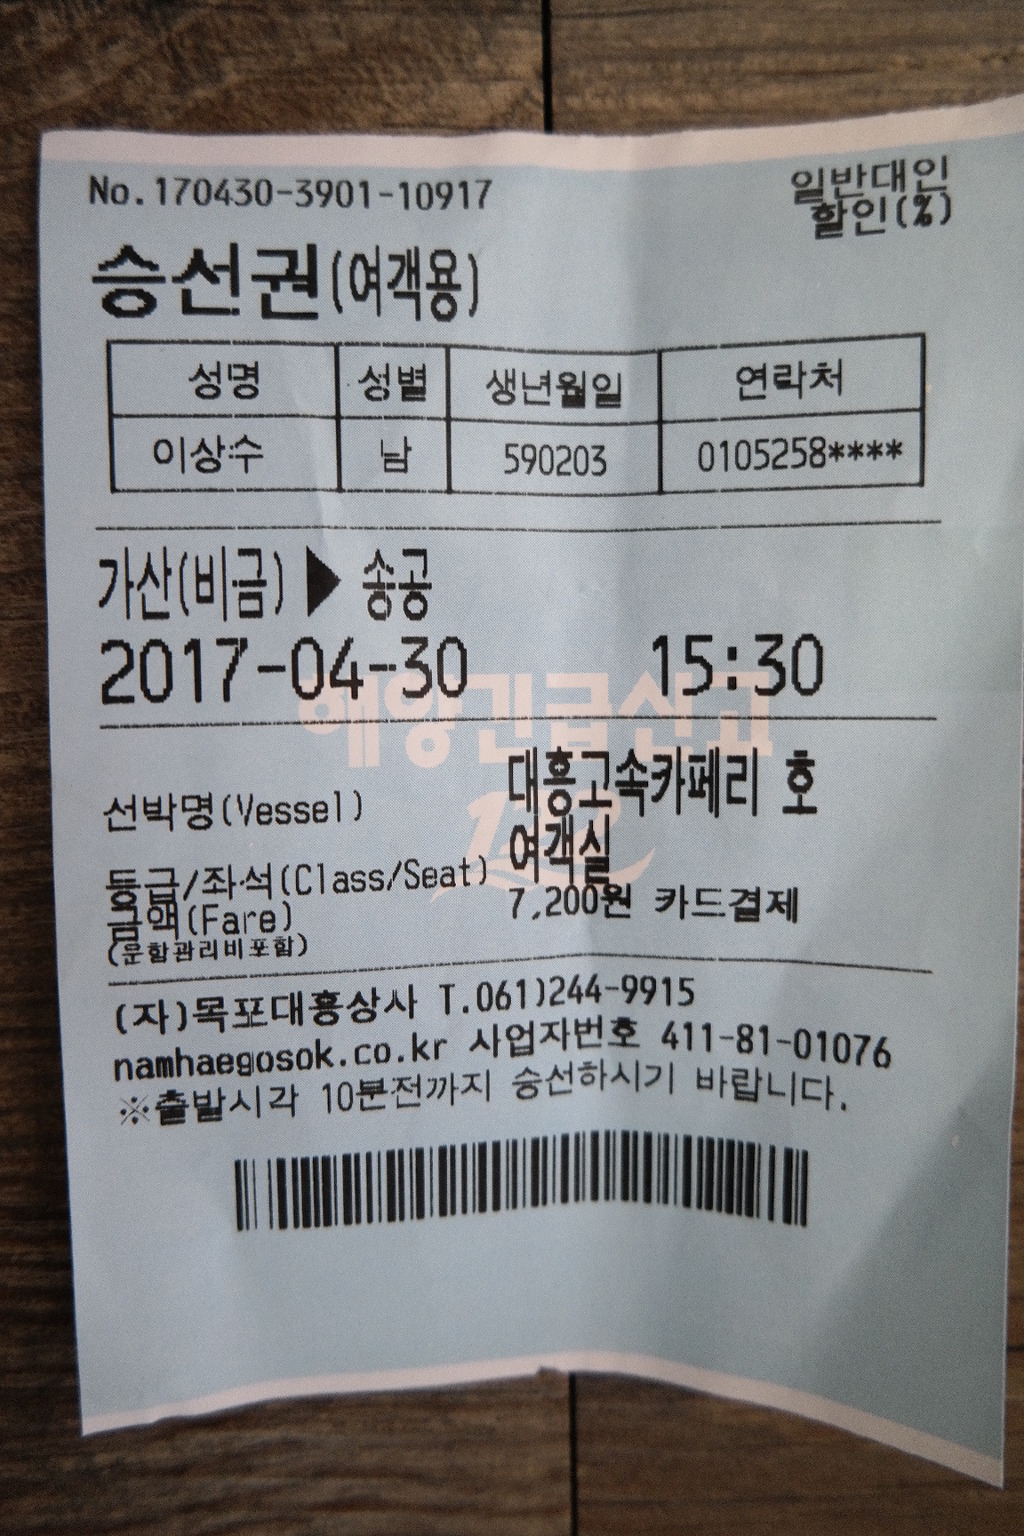 No.170430-3901-10917
일반대인
할인(%)
승선권(여객용)
성명 성별 생년월일 연락처
이상수 남 590203 0105258****
가산(비금) ▶ 송공
2017-04-30 15:30
해양긴급신고
122
선박명(Vessel) 대흥고속카페리 호
등급/좌석(Class/Seat) 여객실
금액(Fare) 7,200원 카드결제
(운항관리비포함)
(자)목포대흥상사 T.061)244-9915
namhaegosok.co.kr 사업자번호 411-81-01076
※출발시각 10분전까지 승선하시기 바랍니다.